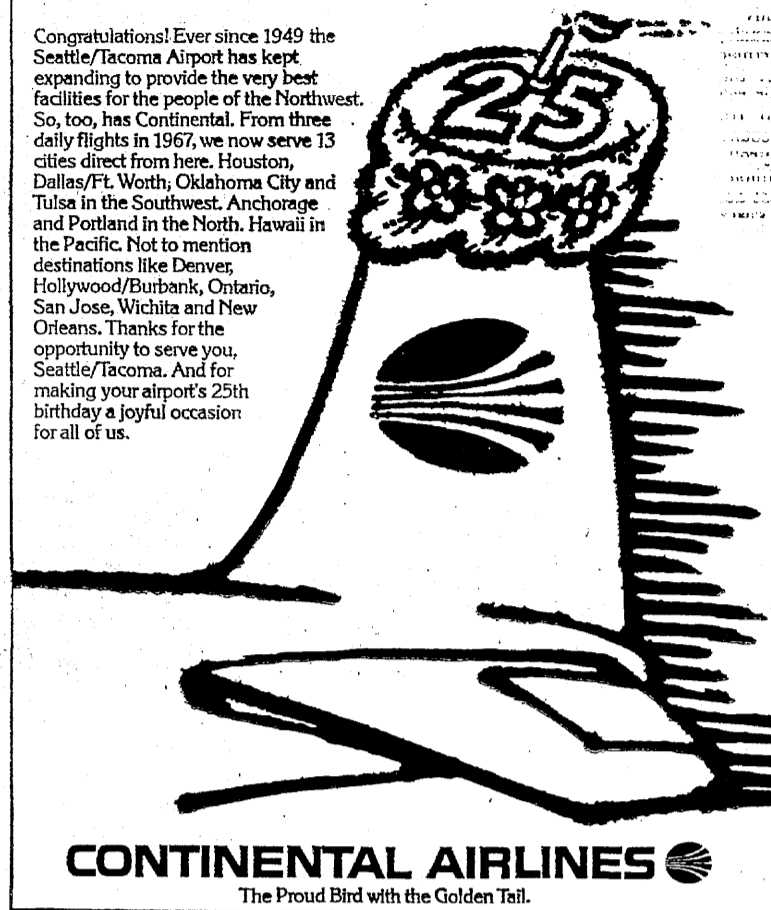 Congratulations! Ever since 1949 the
Seattle/Tacoma Airport has kept
expanding to provide the very best
facilities for the people of the Northwest.
So, too, has Continental. From three
daily flights in 1967, we now serve 13
cities direct from here. Houston,
Dallas/Ft. Worth, Oklahoma City and
Tulsa in the Southwest. Anchorage
and Portland in the North. Hawaii in
the Pacific. Not to mention
destinations like Denver,
Hollywood/Burbank, Ontario,
San Jose, Wichita and New
Orleans. Thanks for the
opportunity to serve you,
Seattle/Tacoma. And for
making your airport's 25th
birthday a joyful occasion
for all of us.
25
CONTINENTAL AIRLINES
The Proud Bird with the Golden Tail.